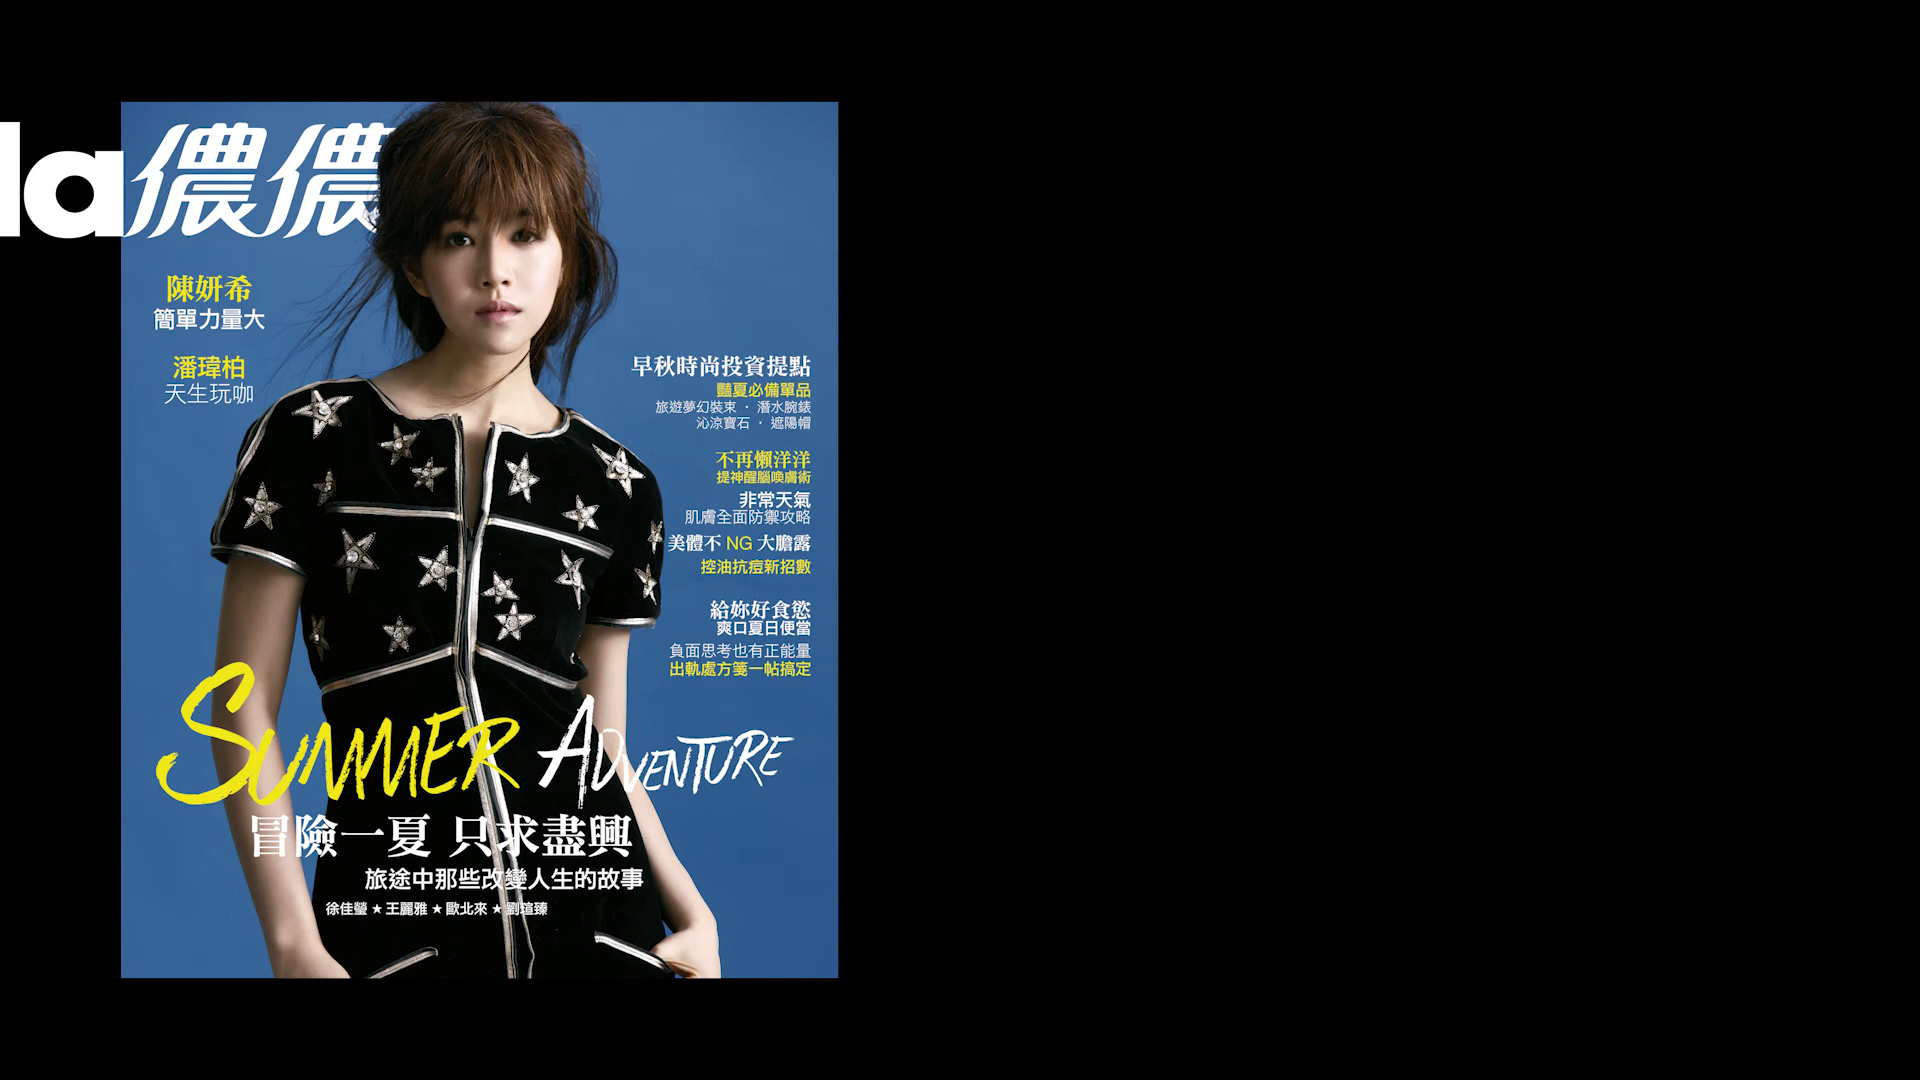 la儂儂
陳妍希
簡單力量大
潘瑋柏
天生玩咖
早秋時尚投資提點
豔夏必備單品
旅遊夢幻裝束 · 潛水腕錶
沁涼寶石 · 遮陽帽
不再懶洋洋
提神醒腦喚膚術
非常天氣
肌膚全面防禦攻略
美體不 NG 大膽露
控油抗痘新招數
給妳好食慾
爽口夏日便當
負面思考也有正能量
出軌處方箋一帖搞定
SUMMER ADVENTURE
冒險一夏 只求盡興
旅途中那些改變人生的故事
徐佳瑩 ★ 王麗雅 ★ 歐北來 ★ 劉瑄臻